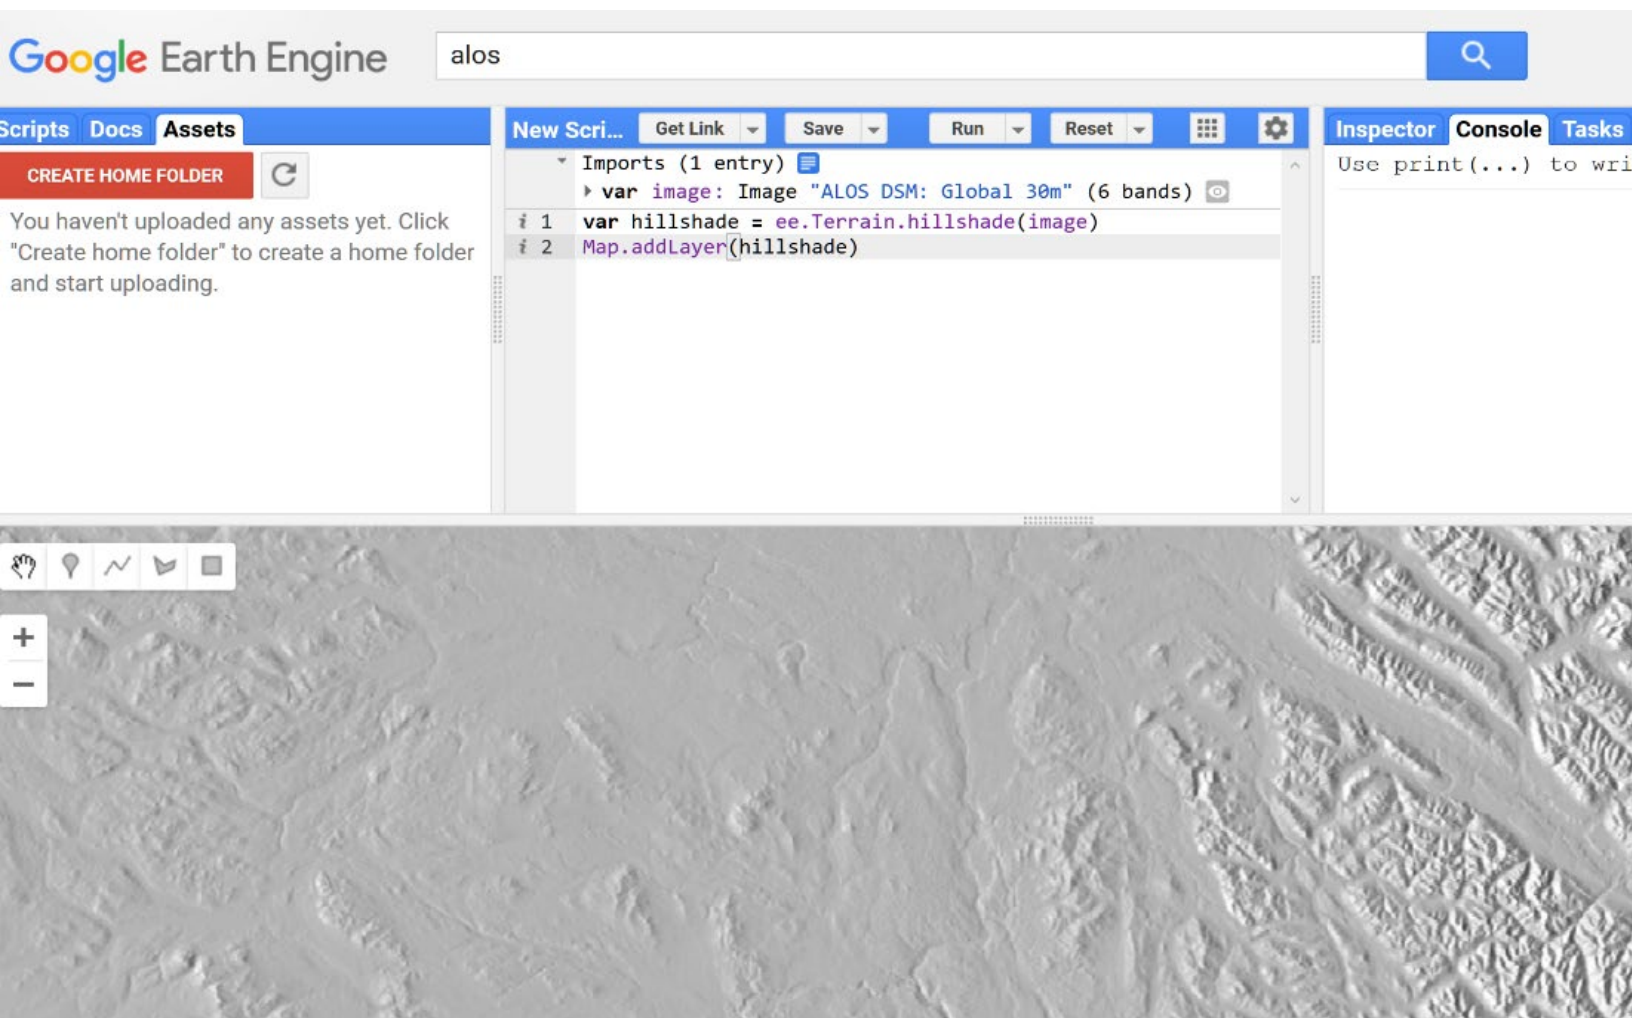 Google Earth Engine
alos
Scripts Docs Assets
New Scri... Get Link Save Run Reset
Inspector Console Tasks
CREATE HOME FOLDER
You haven't uploaded any assets yet. Click
"Create home folder" to create a home folder
and start uploading.
Imports (1 entry)
var image: Image "ALOS DSM: Global 30m" (6 bands)
i 1 var hillshade = ee.Terrain.hillshade(image)
i 2 Map.addLayer(hillshade)
Use print(...) to wri